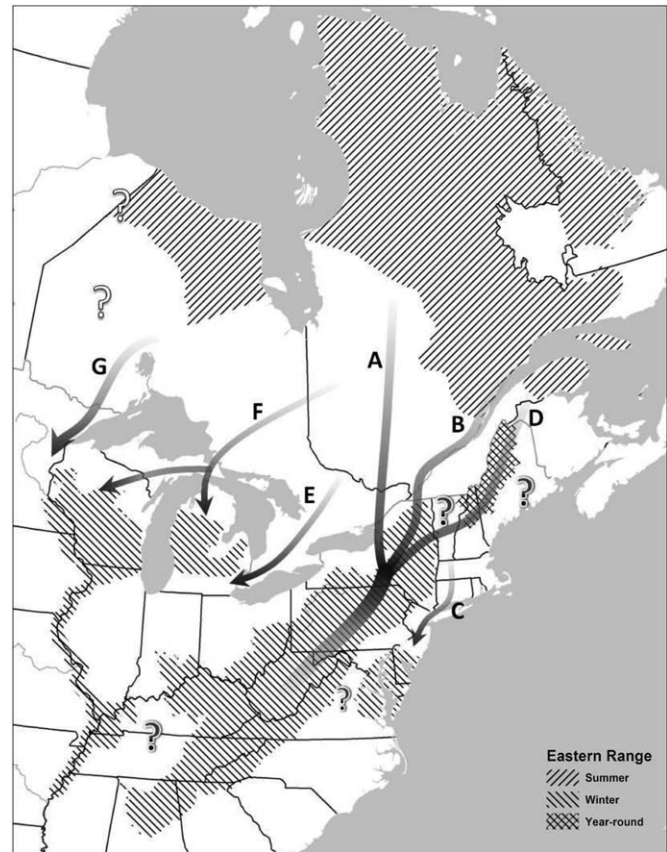 ?
?
A
G
F
B
D
E
?
?
C
?
?
Eastern Range
Summer
Winter
Year-round